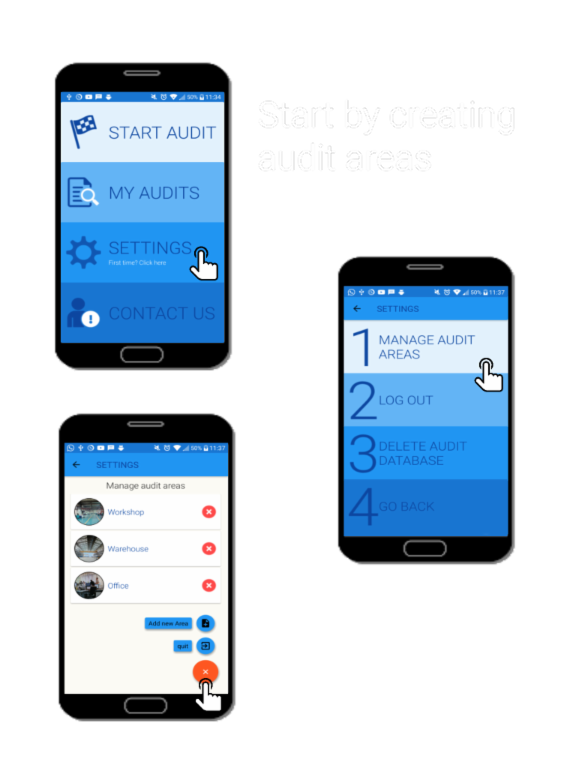 11:34
START AUDIT
MY AUDITS
SETTINGS
First time? Click here
CONTACT US
Start by creating
audit areas
50% 11:37
SETTINGS
1 MANAGE AUDIT
AREAS
2 LOG OUT
3 DELETE AUDIT
DATABASE
4 GO BACK
50% 11:37
SETTINGS
Manage audit areas
Workshop
Warehouse
Office
Add new Area
quit